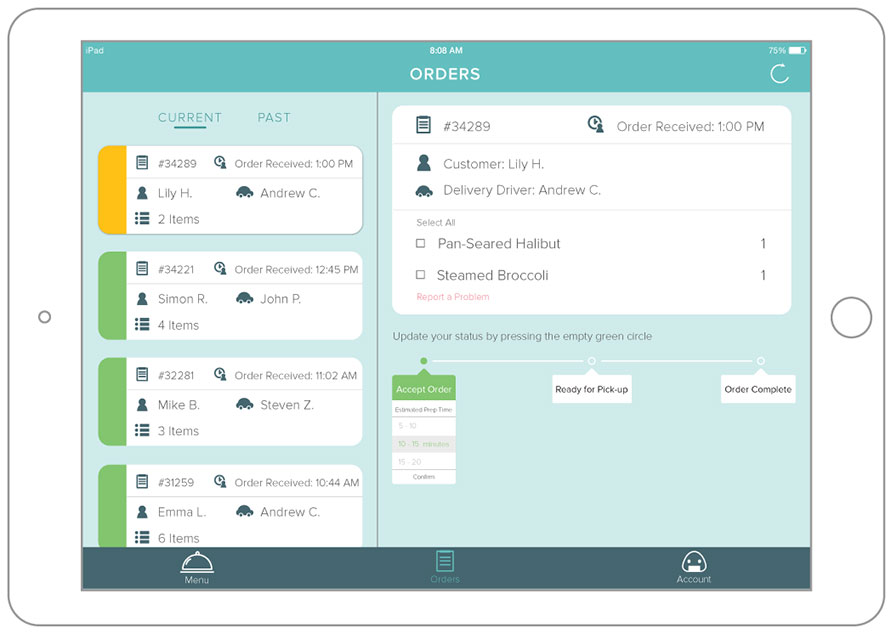 iPad 8:08 AM 75%
ORDERS
CURRENT PAST
#34289 Order Received: 1:00 PM
Lily H. Andrew C.
2 Items
#34221 Order Received: 12:45 PM
Simon R. John P.
4 Items
#32281 Order Received: 11:02 AM
Mike B. Steven Z.
3 Items
#31259 Order Received: 10:44 AM
Emma L. Andrew C.
6 Items
#34289 Order Received: 1:00 PM
Customer: Lily H.
Delivery Driver: Andrew C.
Select All
Pan-Seared Halibut 1
Steamed Broccoli 1
Report a Problem
Update your status by pressing the empty green circle
Accept Order Ready for Pick-up Order Complete
Estimated Prep Time
5 - 10
10 - 15 minutes
15 - 20
Confirm
Menu Orders Account